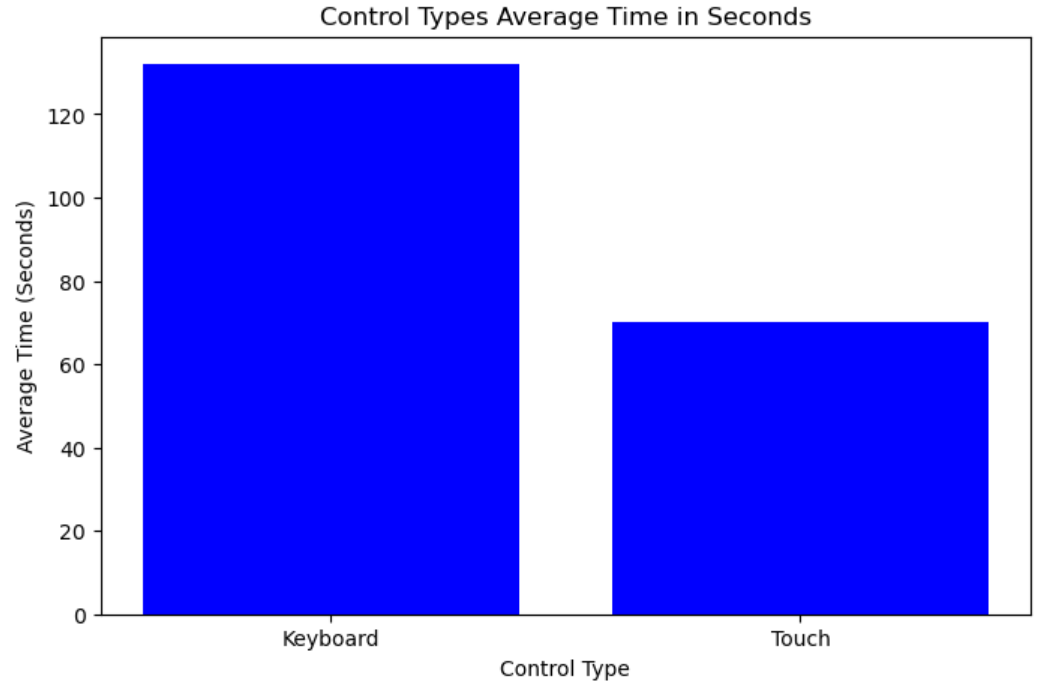 Control Types Average Time in Seconds
Average Time (Seconds)
120
100
80
60
40
20
0
Keyboard Touch
Control Type